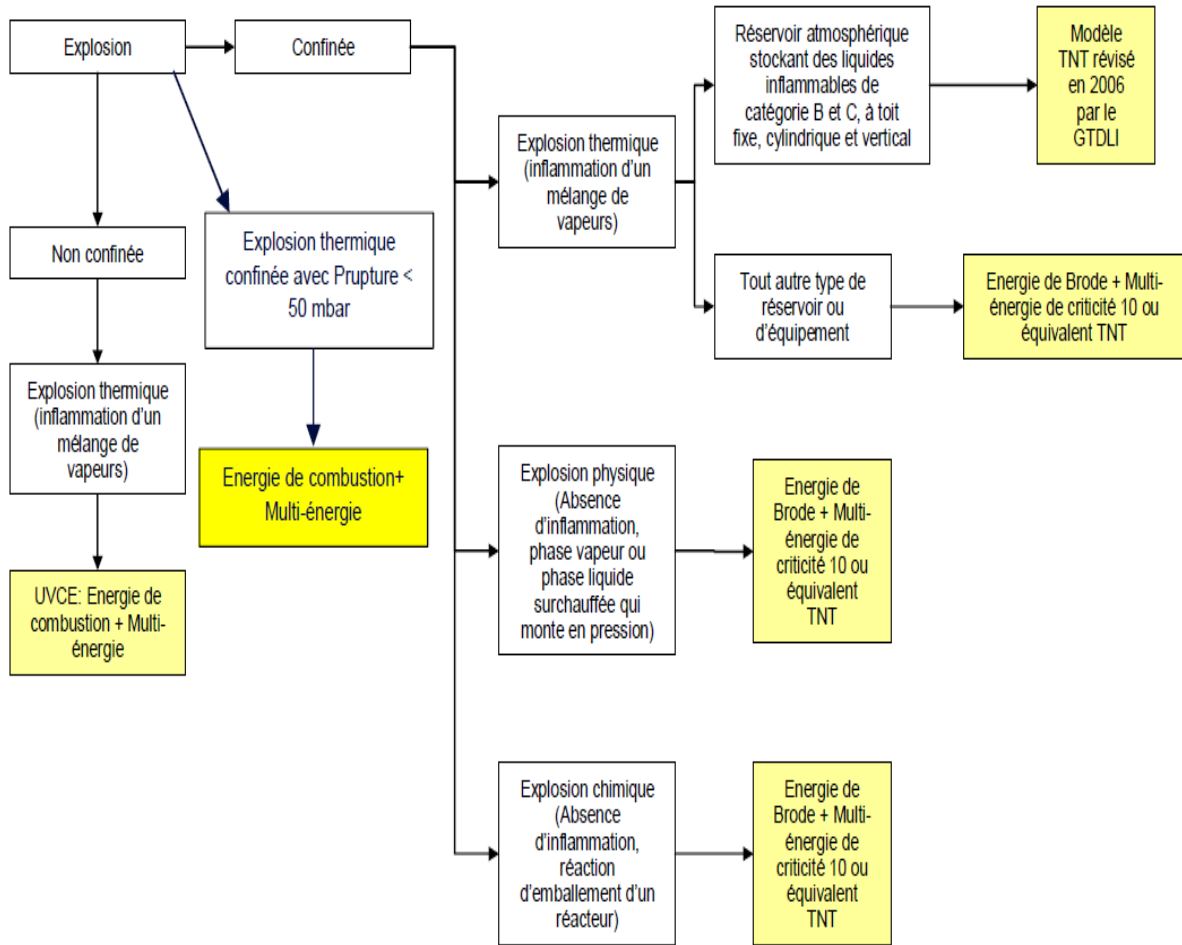 Explosion
Confinée
Réservoir atmosphérique
stockant des liquides
inflammables de
catégorie B et C, à toit
fixe, cylindrique et vertical
Modèle
TNT révisé
en 2006
par le
GTDLI
Explosion thermique
(inflammation d'un
mélange de
vapeurs)
Non confinée
Explosion thermique
confinée avec Prupture <
50 mbar
Tout autre type de
réservoir ou
d'équipement
Energie de Brode + Multi-
énergie de criticité 10 ou
équivalent TNT
Explosion thermique
(inflammation d'un
mélange de
vapeurs)
Energie de combustion+
Multi-énergie
Explosion physique
(Absence
d'inflammation,
phase vapeur ou
phase liquide
surchauffée qui
monte en pression)
Energie de
Brode + Multi-
énergie de
criticité 10 ou
équivalent
TNT
UVCE: Energie de
combustion + Multi-
énergie
Explosion chimique
(Absence
d'inflammation,
réaction
d'emballement d'un
réacteur)
Energie de
Brode + Multi-
énergie de
criticité 10 ou
équivalent
TNT